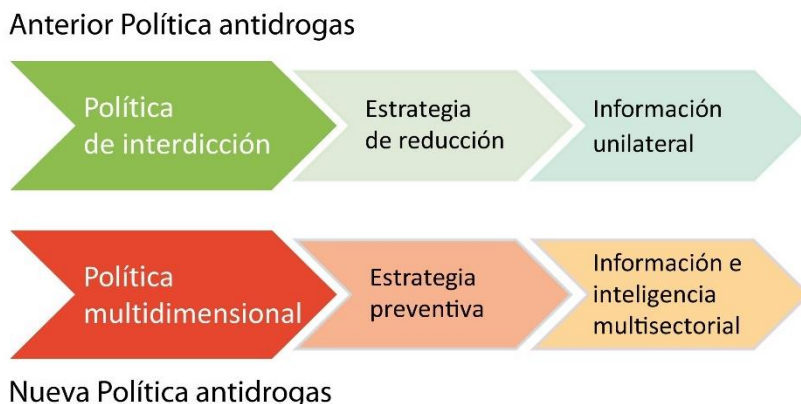 Anterior Política antidrogas
Política
de interdicción
Estrategia
de reducción
Información
unilateral
Política
multidimensional
Estrategia
preventiva
Información e
inteligencia
multisectorial
Nueva Política antidrogas